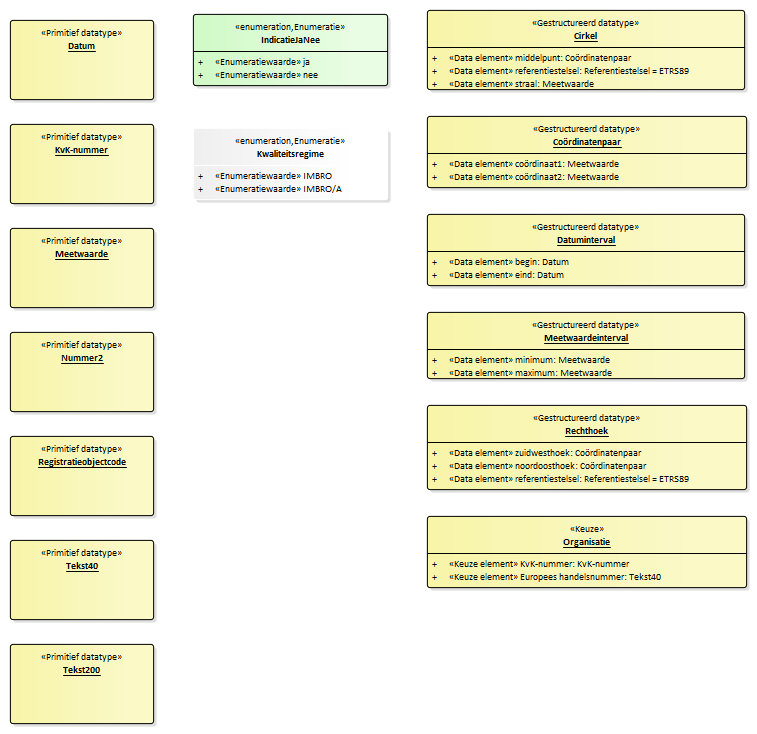 «Primitief datatype»
Datum
«Primitief datatype»
KvK-nummer
«Primitief datatype»
Meetwaarde
«Primitief datatype»
Nummer2
«Primitief datatype»
Registratieobjectcode
«Primitief datatype»
Tekst40
«Primitief datatype»
Tekst200
«enumeration,Enumeratie»
IndicatieJaNee
+ «Enumeratiewaarde» ja
+ «Enumeratiewaarde» nee
«enumeration,Enumeratie»
Kwaliteitsregime
+ «Enumeratiewaarde» IMBRO
+ «Enumeratiewaarde» IMBRO/A
«Gestructureerd datatype»
Cirkel
+ «Data element» middelpunt: Coördinatenpaar
+ «Data element» referentiestelsel: Referentiestelsel = ETRS89
+ «Data element» straal: Meetwaarde
«Gestructureerd datatype»
Coördinatenpaar
+ «Data element» coördinaat1: Meetwaarde
+ «Data element» coördinaat2: Meetwaarde
«Gestructureerd datatype»
Datuminterval
+ «Data element» begin: Datum
+ «Data element» eind: Datum
«Gestructureerd datatype»
Meetwaardeinterval
+ «Data element» minimum: Meetwaarde
+ «Data element» maximum: Meetwaarde
«Gestructureerd datatype»
Rechthoek
+ «Data element» zuidwesthoek: Coördinatenpaar
+ «Data element» noordoosthoek: Coördinatenpaar
+ «Data element» referentiestelsel: Referentiestelsel = ETRS89
«Keuze»
Organisatie
+ «Keuze element» KvK-nummer: KvK-nummer
+ «Keuze element» Europees handelsnummer: Tekst40